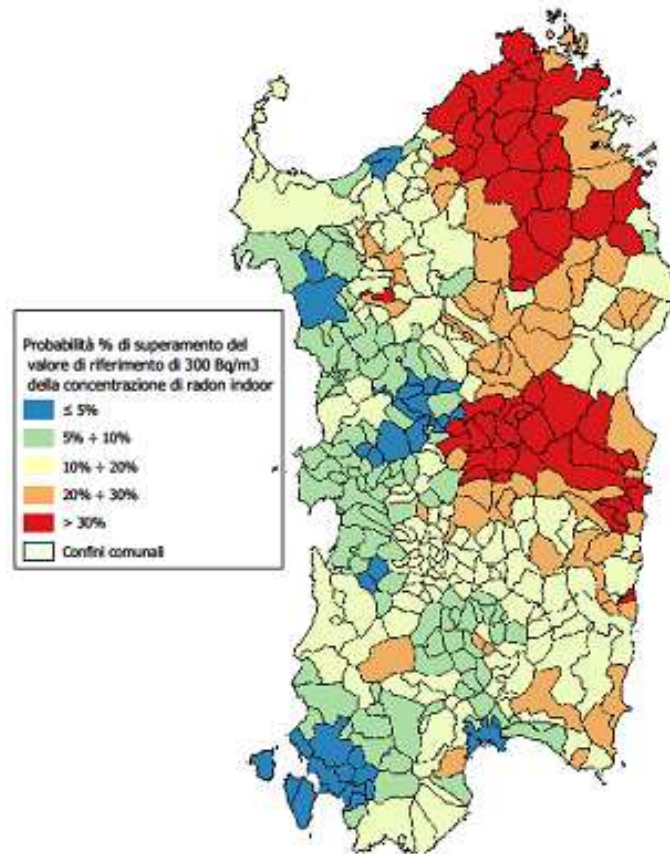 Probabilità % di superamento del
valore di riferimento di 300 Bq/m3
della concentrazione di radon indoor
≤ 5%
5% ÷ 10%
10% ÷ 20%
20% ÷ 30%
> 30%
Confini comunali